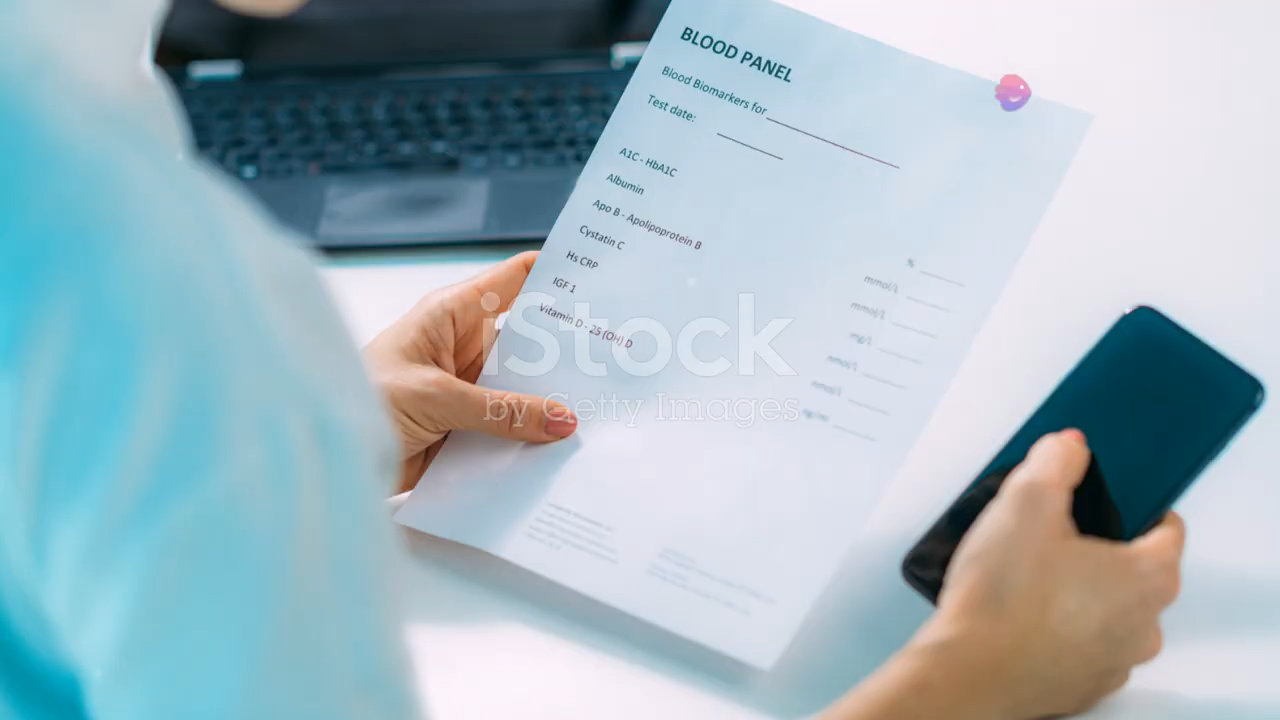 BLOOD PANEL
Blood Biomarkers for
Test date:
A1C - HbA1C
Albumin
Apo B - Apolipoprotein B
Cystatin C
Hs CRP
IGF 1
Vitamin D - 25 (OH) D
%
mmol/L
mmol/L
mg/L
nmol/L
nmol/L
ng/ml
iStock
by Getty Images